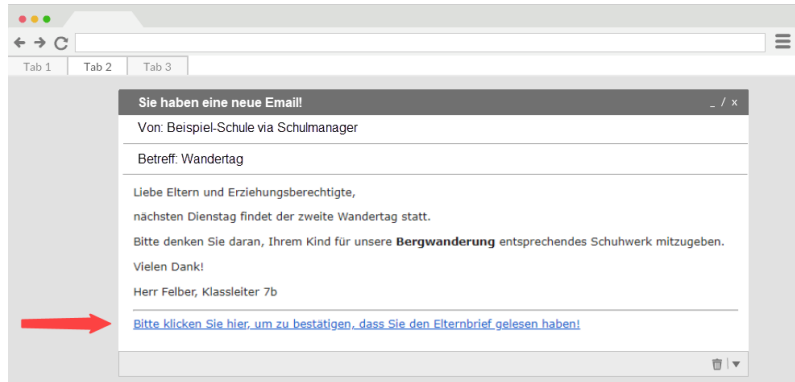 Tab 1 Tab 2 Tab 3
Sie haben eine neue Email! _ / x
Von: Beispiel-Schule via Schulmanager
Betreff: Wandertag
Liebe Eltern und Erziehungsberechtigte,
nächsten Dienstag findet der zweite Wandertag statt.
Bitte denken Sie daran, Ihrem Kind für unsere Bergwanderung entsprechendes Schuhwerk mitzugeben.
Vielen Dank!
Herr Felber, Klassleiter 7b
Bitte klicken Sie hier, um zu bestätigen, dass Sie den Elternbrief gelesen haben!